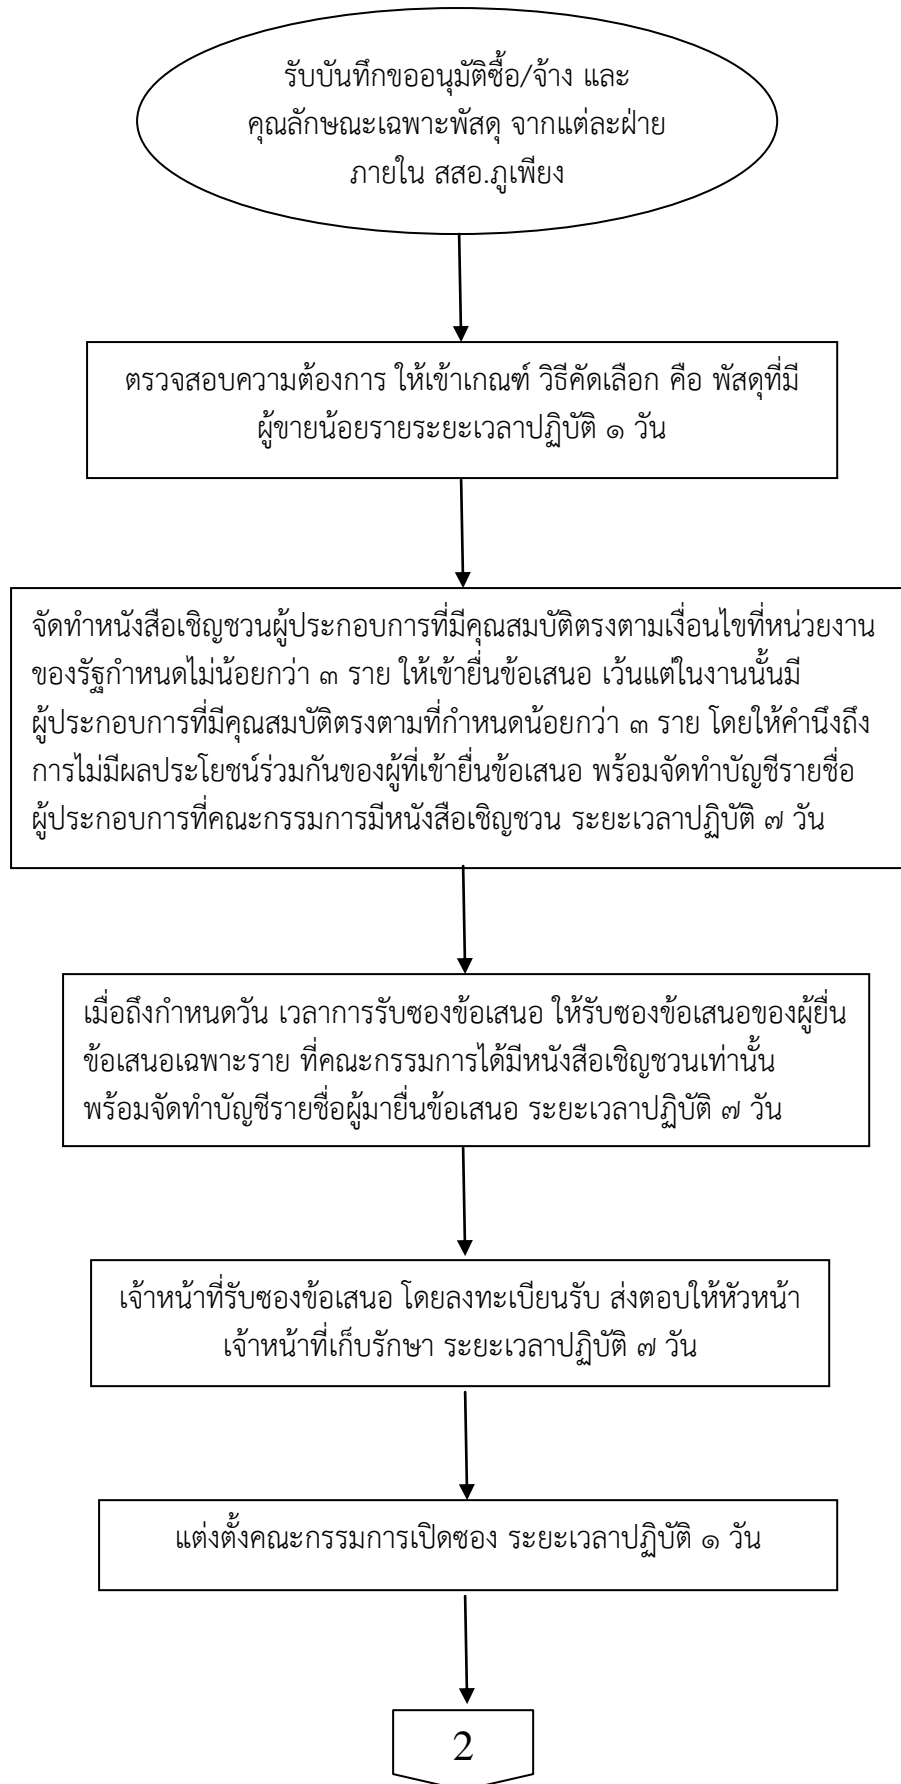 รับบันทึกขออนุมัติซื้อ/จ้าง และ
คุณลักษณะเฉพาะพัสดุ จากแต่ละฝ่าย
ภายใน สสอ.ภูเพียง
ตรวจสอบความต้องการ ให้เข้าเกณฑ์ วิธีคัดเลือก คือ พัสดุที่มี
ผู้ขายน้อยรายระยะเวลาปฏิบัติ ๑ วัน
จัดทำหนังสือเชิญชวนผู้ประกอบการที่มีคุณสมบัติตรงตามเงื่อนไขที่หน่วยงาน
ของรัฐกำหนดไม่น้อยกว่า ๓ ราย ให้เข้ายื่นข้อเสนอ เว้นแต่ในงานนั้นมี
ผู้ประกอบการที่มีคุณสมบัติตรงตามที่กำหนดน้อยกว่า ๓ ราย โดยให้คำนึงถึง
การไม่มีผลประโยชน์ร่วมกันของผู้ที่เข้ายื่นข้อเสนอ พร้อมจัดทำบัญชีรายชื่อ
ผู้ประกอบการที่คณะกรรมการมีหนังสือเชิญชวน ระยะเวลาปฏิบัติ ๗ วัน
เมื่อถึงกำหนดวัน เวลาการรับซองข้อเสนอ ให้รับซองข้อเสนอของผู้ยื่น
ข้อเสนอเฉพาะราย ที่คณะกรรมการได้มีหนังสือเชิญชวนเท่านั้น
พร้อมจัดทำบัญชีรายชื่อผู้มายื่นข้อเสนอ ระยะเวลาปฏิบัติ ๗ วัน
เจ้าหน้าที่รับซองข้อเสนอ โดยลงทะเบียนรับ ส่งตอบให้หัวหน้า
เจ้าหน้าที่เก็บรักษา ระยะเวลาปฏิบัติ ๗ วัน
แต่งตั้งคณะกรรมการเปิดซอง ระยะเวลาปฏิบัติ ๑ วัน
2